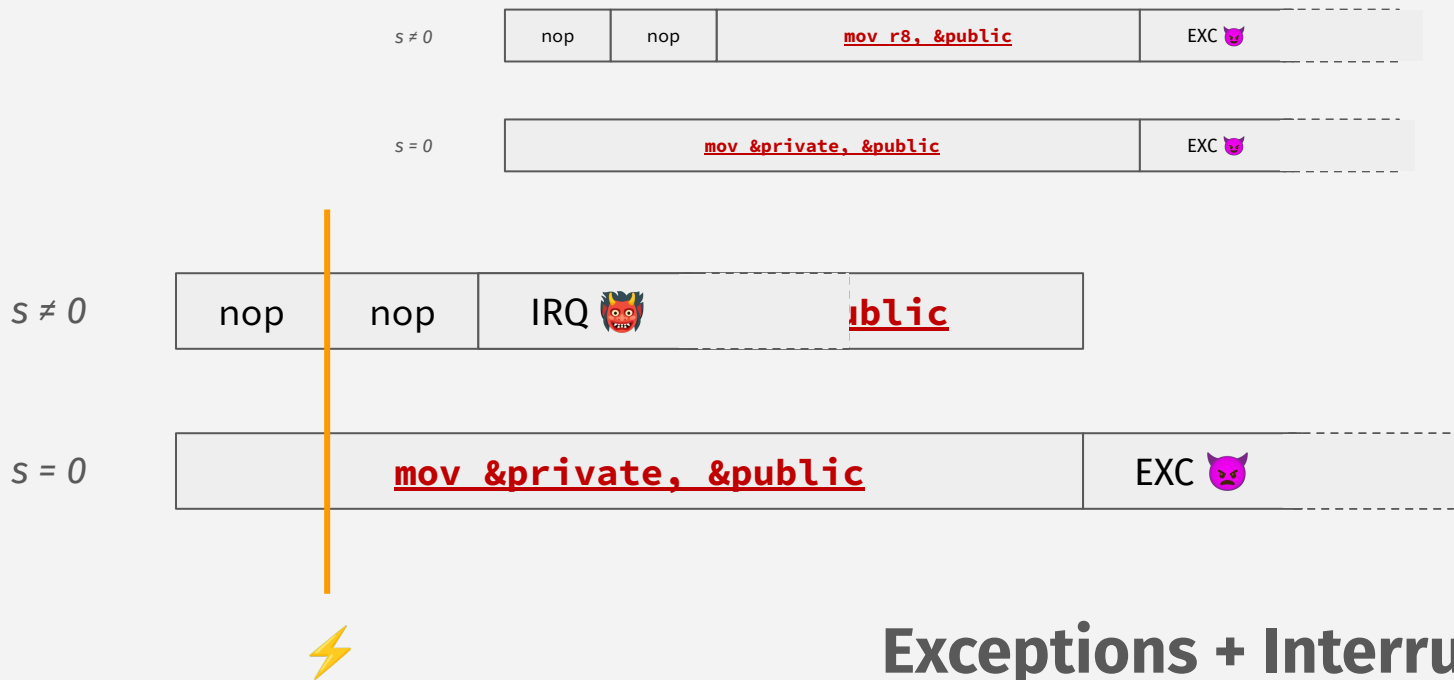 s ≠ 0 nop nop mov r8, &public EXC 😈
s = 0 mov &private, &public EXC 😈
s ≠ 0 nop nop IRQ 👹 ublic
s = 0 mov &private, &public EXC 👿
⚡ Exceptions + Interru